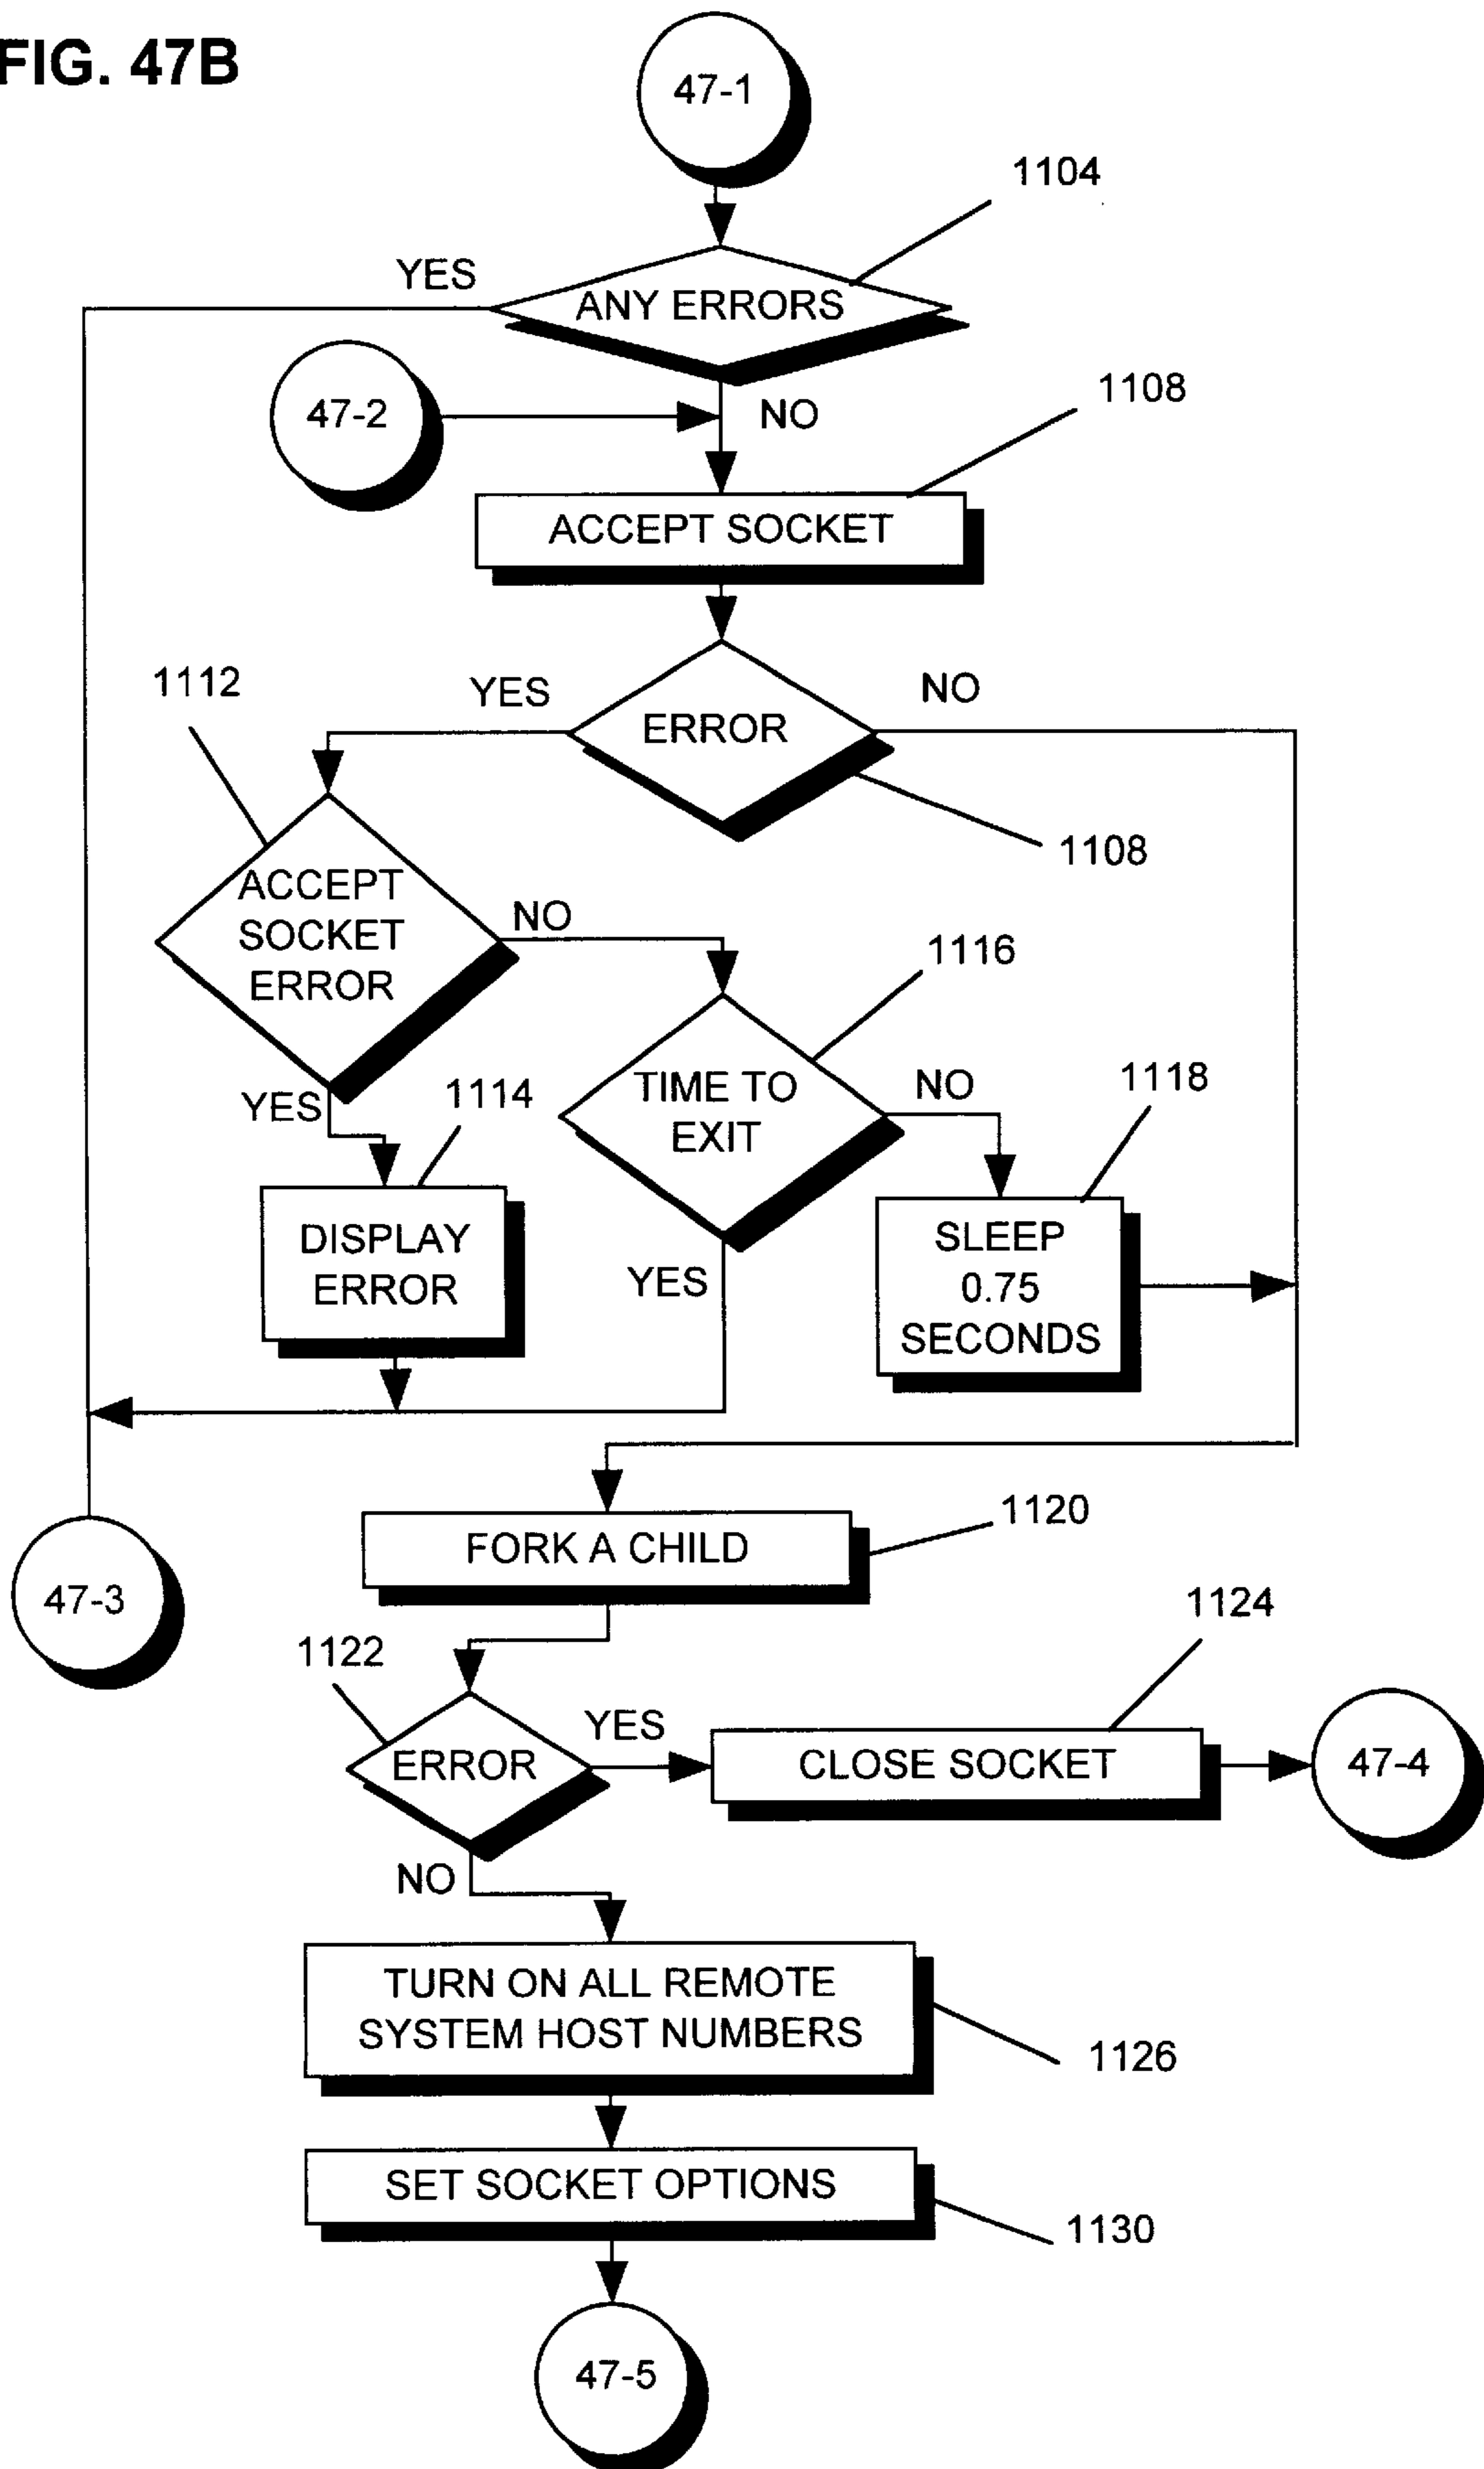 FIG. 47B
47-1
1104
YES
ANY ERRORS
47-2
NO
1108
ACCEPT SOCKET
1112
YES
NO
ERROR
1108
ACCEPT
SOCKET
ERROR
NO
1116
TIME TO
EXIT
NO
1118
YES
1114
DISPLAY
ERROR
YES
SLEEP
0.75
SECONDS
FORK A CHILD
1120
47-3
1124
1122
YES
ERROR
CLOSE SOCKET
47-4
NO
TURN ON ALL REMOTE
SYSTEM HOST NUMBERS
1126
SET SOCKET OPTIONS
1130
47-5